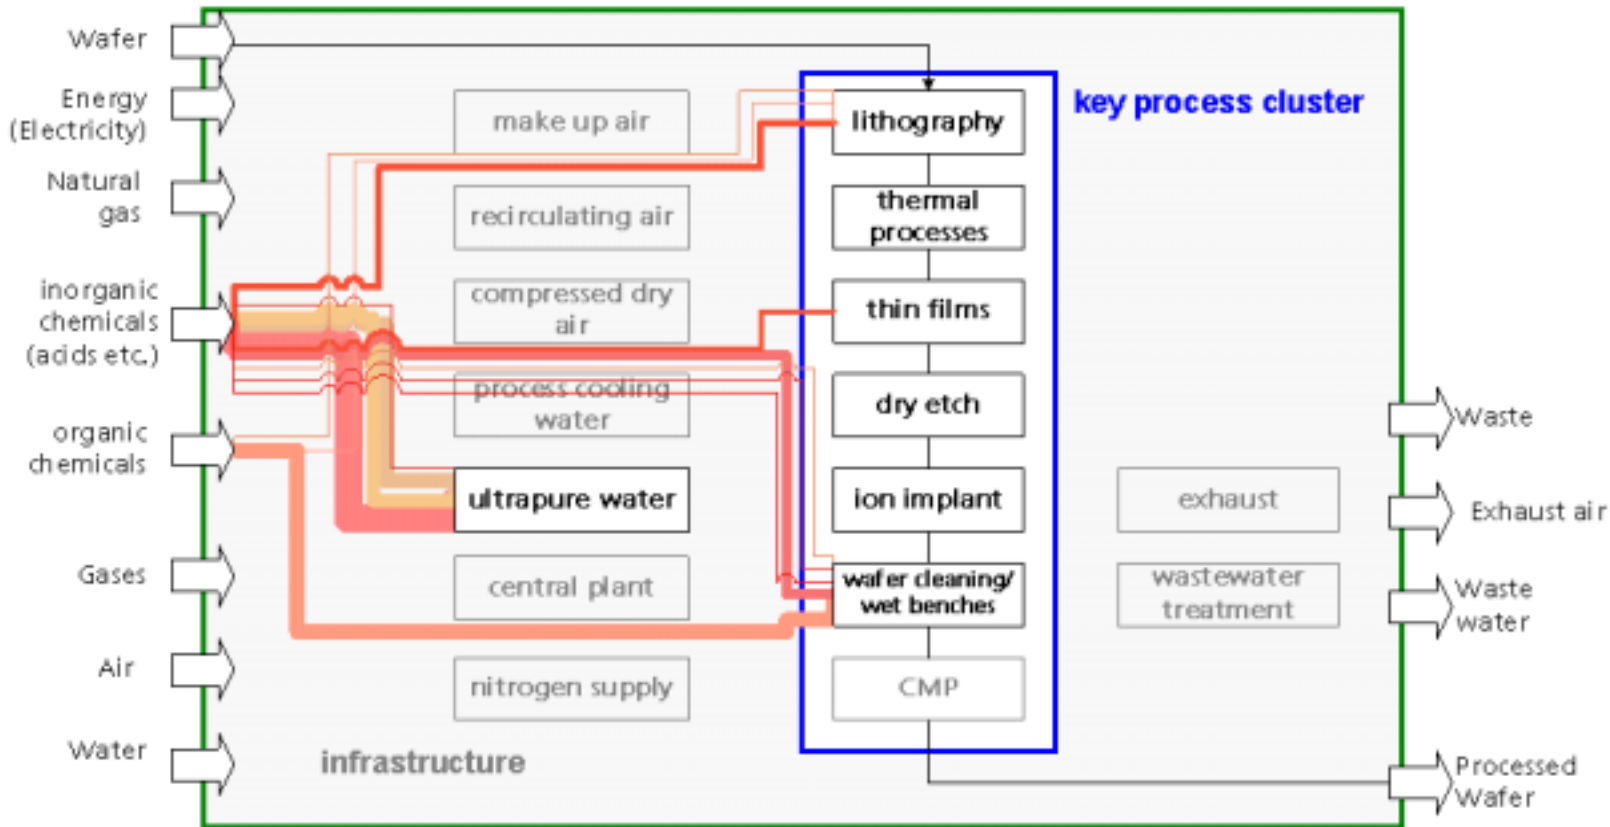 Wafer
Energy
(Electricity)
Natural
gas
inorganic
chemicals
(acids etc.)
organic
chemicals
Gases
Air
Water
make up air
recirculating air
compressed dry
air
process cooling
water
ultrapure water
central plant
nitrogen supply
infrastructure
key process cluster
lithography
thermal
processes
thin films
dry etch
ion implant
wafer cleaning/
wet benches
CMP
exhaust
wastewater
treatment
Waste
Exhaust air
Waste
water
Processed
Wafer